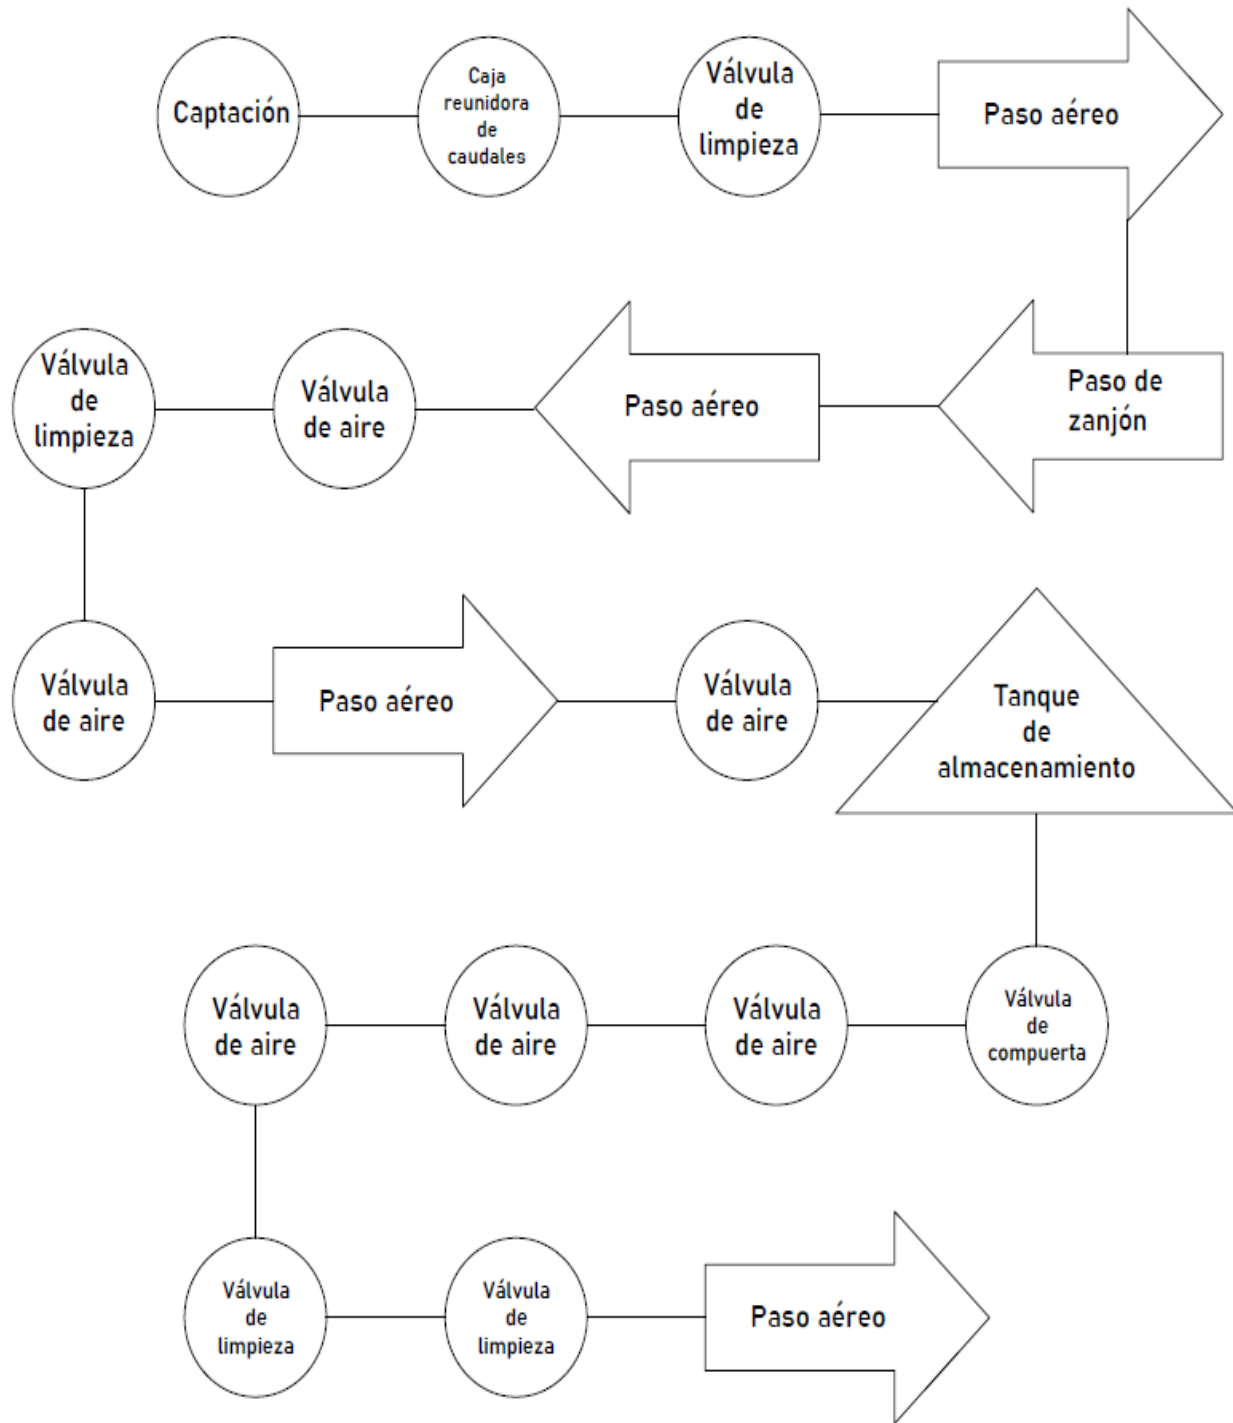 Captación
Caja
reunidora
de
caudales
Válvula
de
limpieza
Paso aéreo
Válvula
de
limpieza
Válvula
de aire
Paso aéreo
Paso de
zanjón
Válvula
de aire
Paso aéreo
Válvula
de aire
Tanque
de
almacenamiento
Válvula
de aire
Válvula
de aire
Válvula
de aire
Válvula
de
compuerta
Válvula
de
limpieza
Válvula
de
limpieza
Paso aéreo